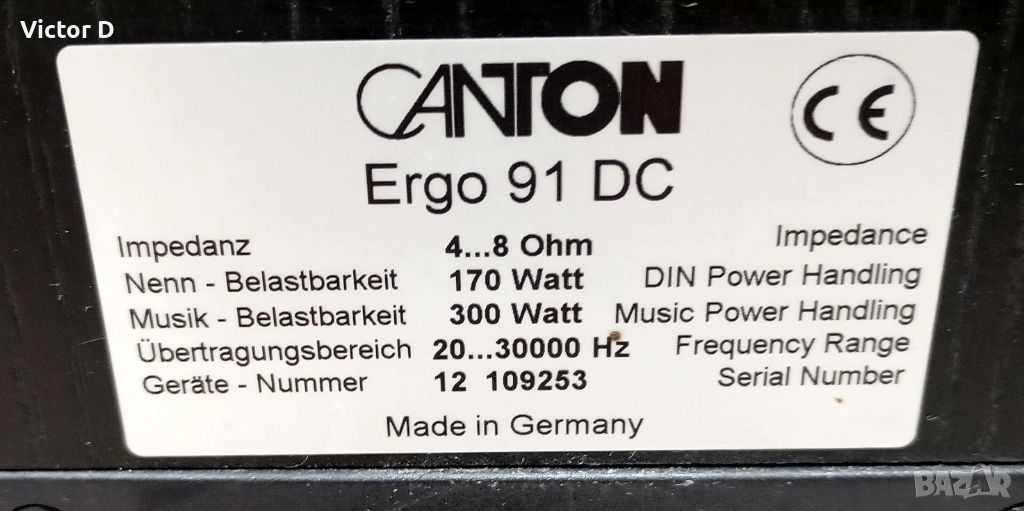 Victor D
CANTON
CE
Ergo 91 DC
Impedanz 4...8 Ohm Impedance
Nenn - Belastbarkeit 170 Watt DIN Power Handling
Musik - Belastbarkeit 300 Watt Music Power Handling
Übertragungsbereich 20...30000 Hz Frequency Range
Geräte - Nummer 12 109253 Serial Number
Made in Germany
BAZAR